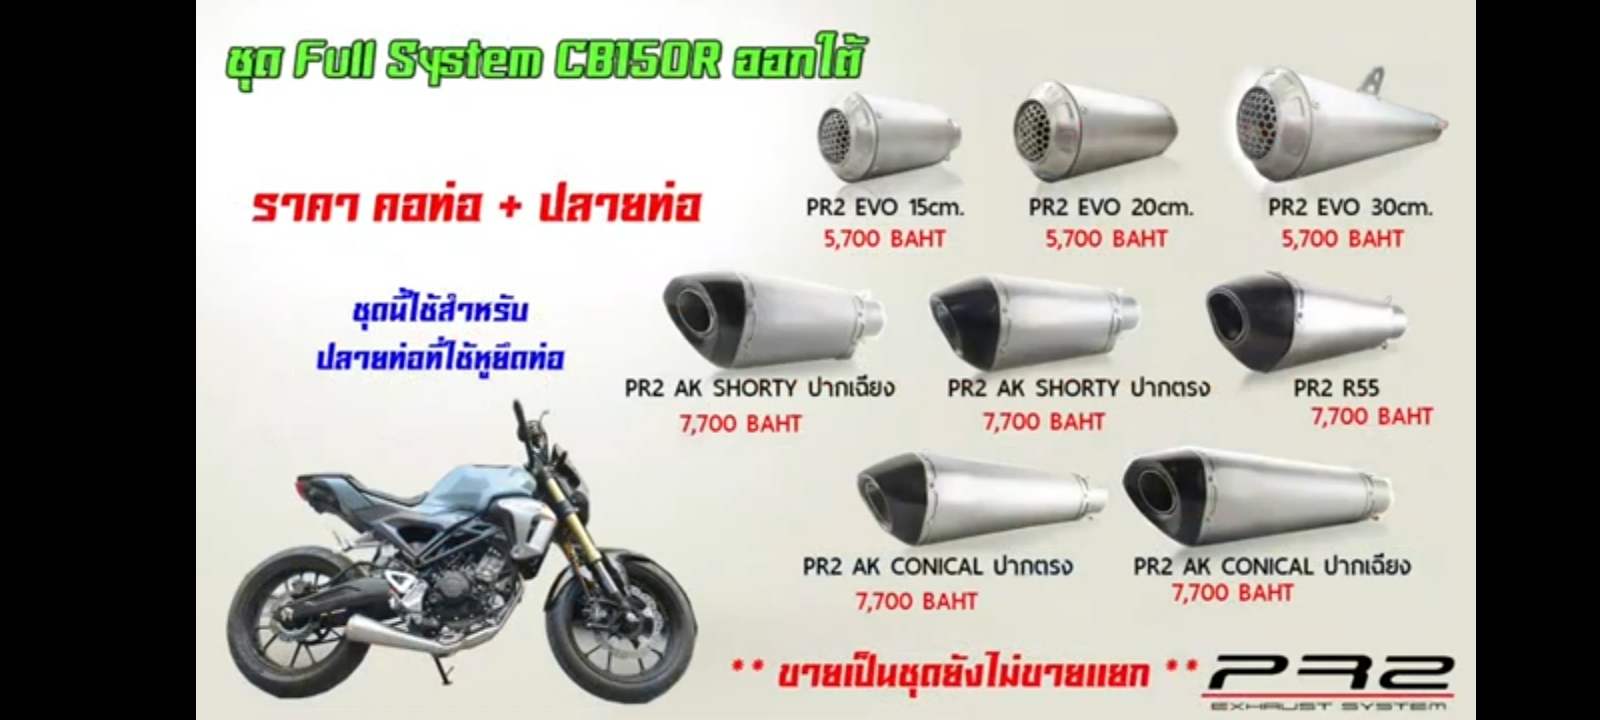 ชุด Full System CB150R ออกใต้
ราคา คอท่อ + ปลายท่อ
ชุดนี้ใช้สำหรับ
ปลายท่อที่ใช้หูยึดท่อ
PR2 EVO 15cm.
5,700 BAHT
PR2 EVO 20cm.
5,700 BAHT
PR2 EVO 30cm.
5,700 BAHT
PR2 AK SHORTY ปากเฉียง
7,700 BAHT
PR2 AK SHORTY ปากตรง
7,700 BAHT
PR2 R55
7,700 BAHT
PR2 AK CONICAL ปากตรง
7,700 BAHT
PR2 AK CONICAL ปากเฉียง
7,700 BAHT
** ขายเป็นชุดยังไม่ขายแยก **
PR2
EXHAUST SYSTEM